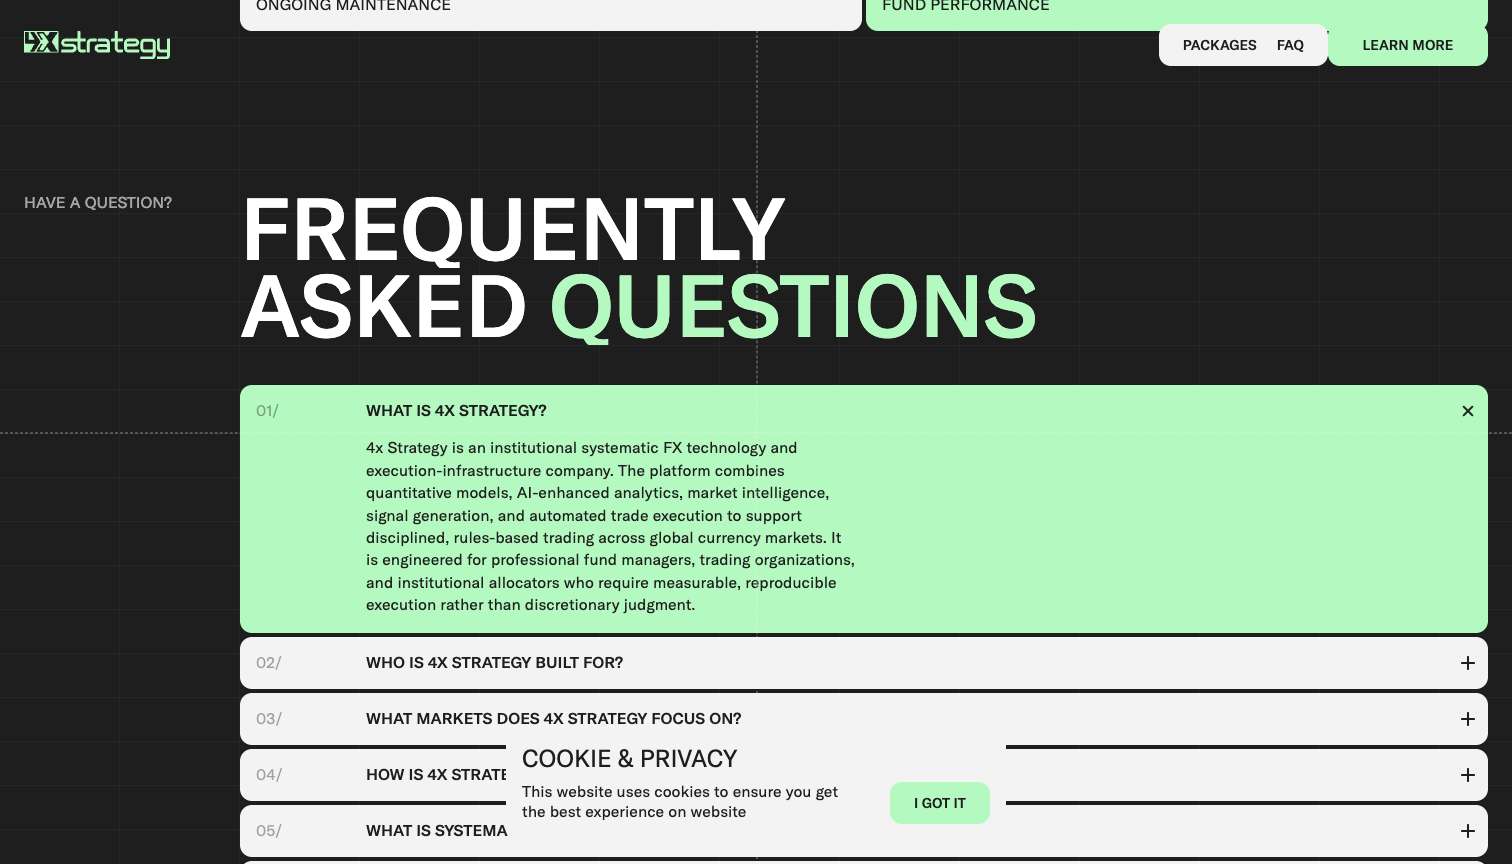 ONGOING MAINTENANCE
FUND PERFORMANCE
4Xstrategy
PACKAGES
FAQ
LEARN MORE
HAVE A QUESTION?
FREQUENTLY
ASKED QUESTIONS
01/
WHAT IS 4X STRATEGY?
4x Strategy is an institutional systematic FX technology and
execution-infrastructure company. The platform combines
quantitative models, AI-enhanced analytics, market intelligence,
signal generation, and automated trade execution to support
disciplined, rules-based trading across global currency markets. It
is engineered for professional fund managers, trading organizations,
and institutional allocators who require measurable, reproducible
execution rather than discretionary judgment.
02/
WHO IS 4X STRATEGY BUILT FOR?
03/
WHAT MARKETS DOES 4X STRATEGY FOCUS ON?
04/
HOW IS 4X STRATE
05/
WHAT IS SYSTEMA
COOKIE & PRIVACY
This website uses cookies to ensure you get
the best experience on website
I GOT IT